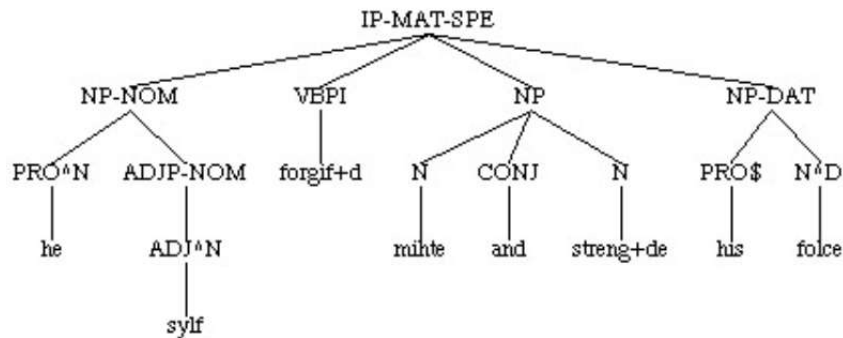 IP-MAT-SPE
NP-NOM VBPI NP NP-DAT
PRO^N ADJP-NOM forgif+d N CONJ N PRO$ N^D
he ADJ^N mihte and streng+de his folce
sylf